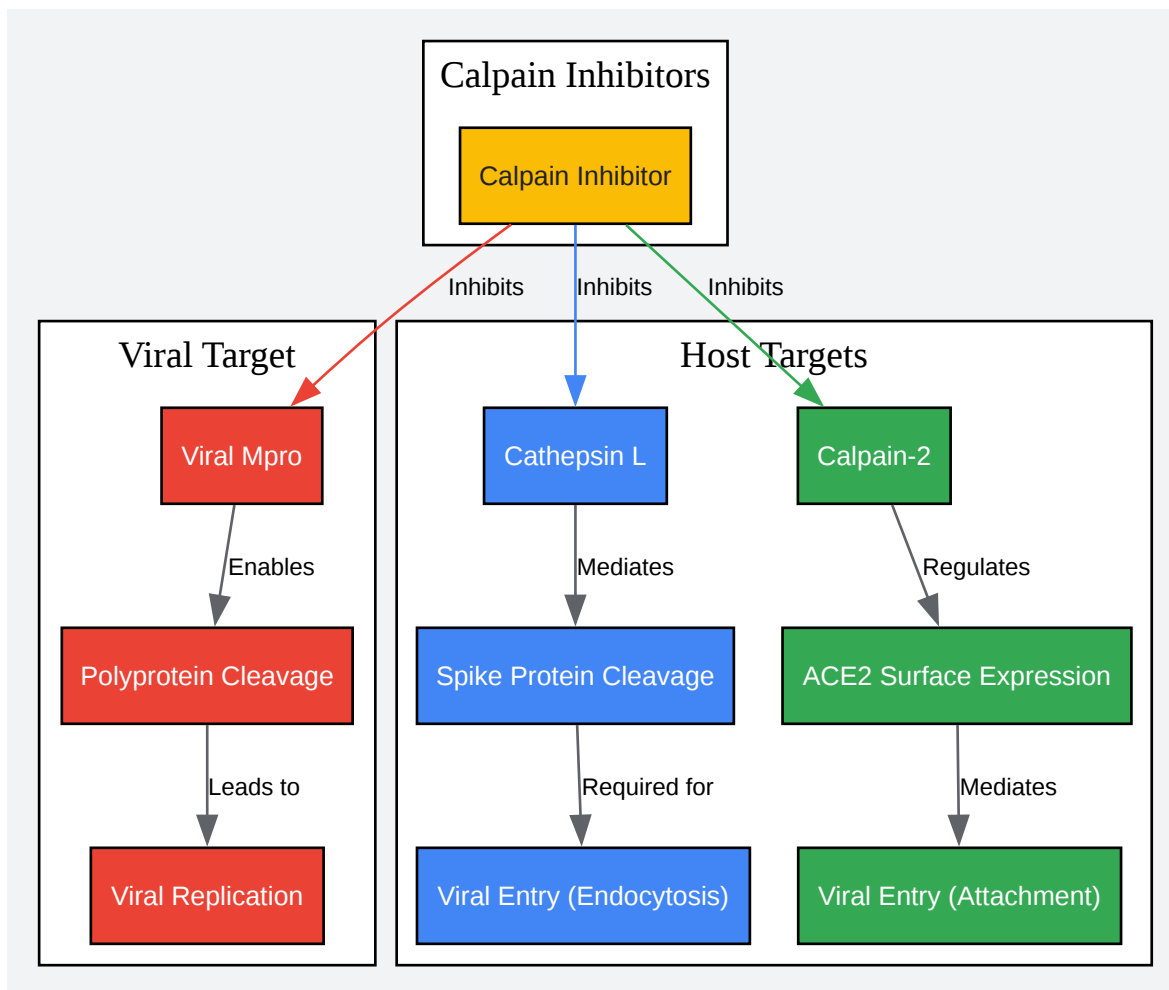 Calpain Inhibitors
Calpain Inhibitor
Inhibits
Inhibits
Inhibits
Viral Target
Host Targets
Viral Mpro
Cathepsin L
Calpain-2
Enables
Mediates
Regulates
Polyprotein Cleavage
Spike Protein Cleavage
ACE2 Surface Expression
Leads to
Required for
Mediates
Viral Replication
Viral Entry (Endocytosis)
Viral Entry (Attachment)